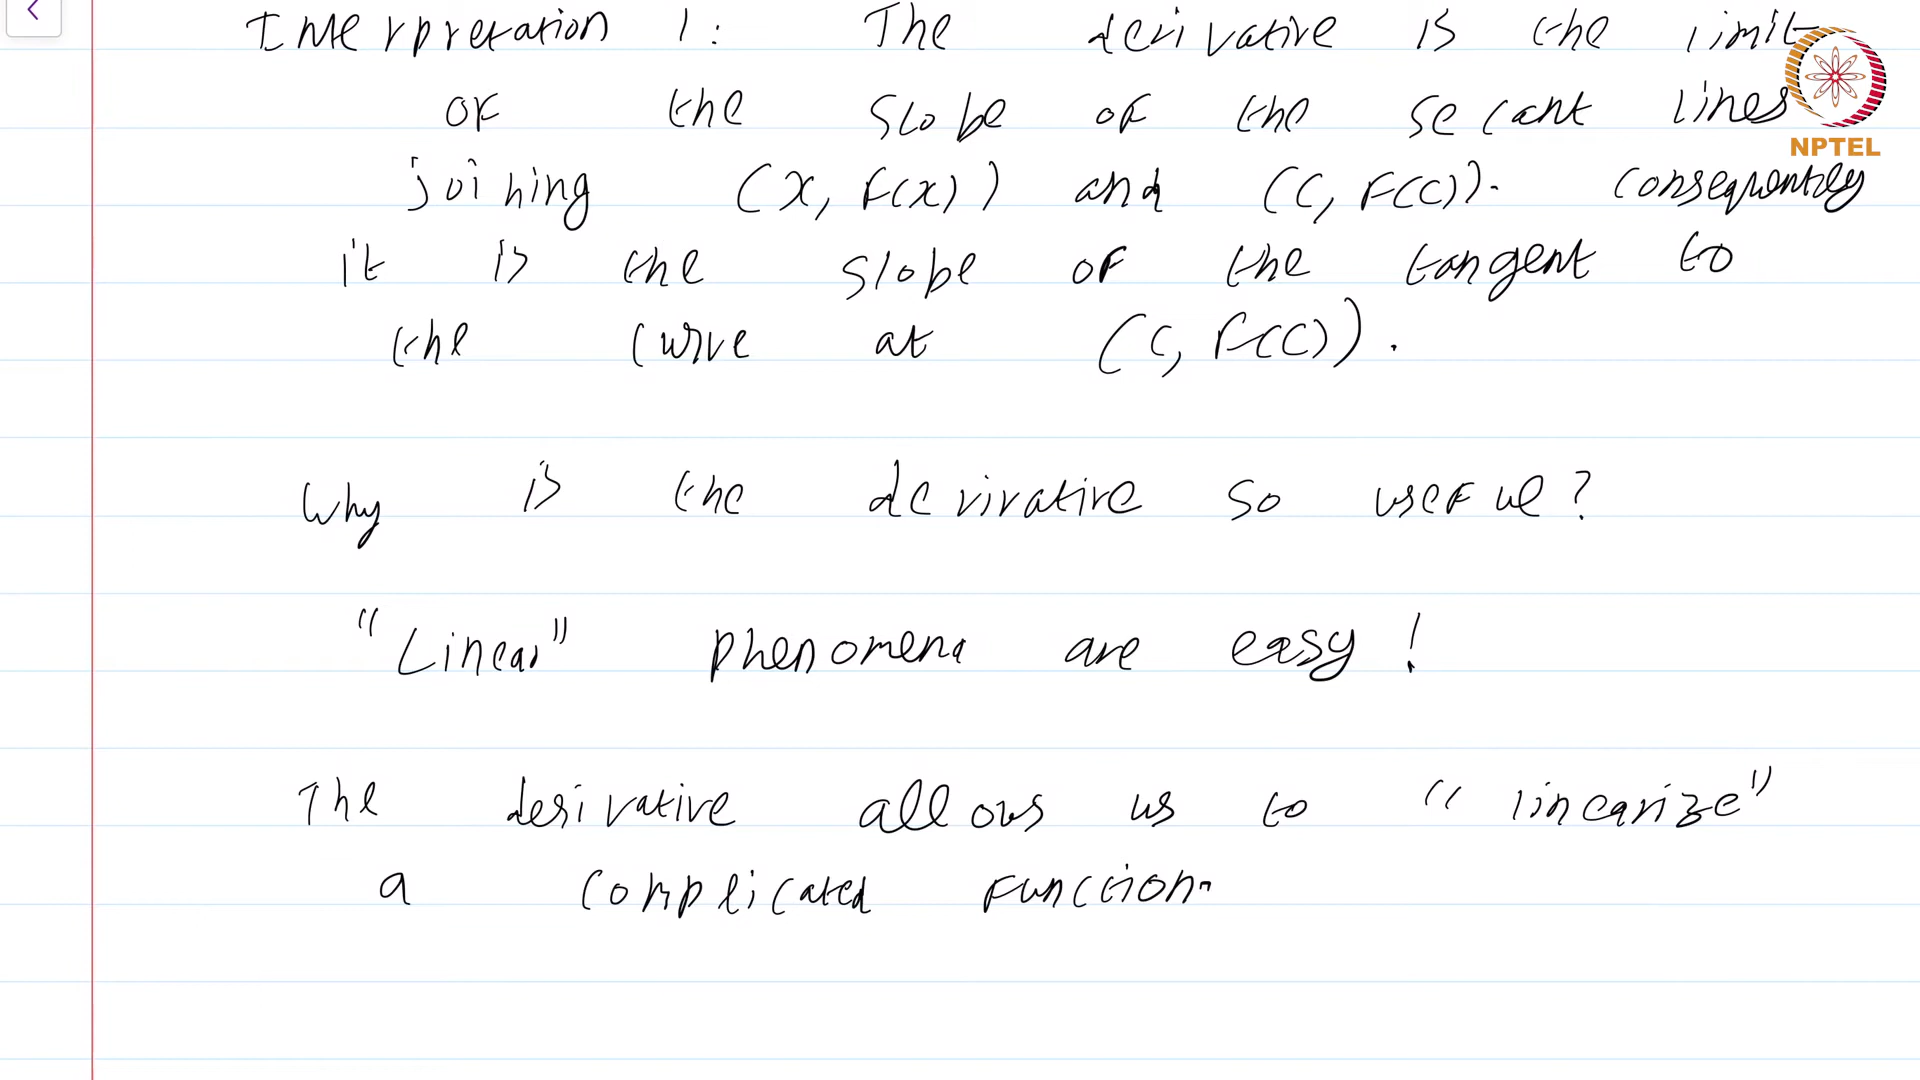 Interpretation 1: The derivative is the limit
of the slope of the secant lines
NPTEL
joining (x, F(x)) and (c, F(c)). consequently
it is the slope of the tangent to
the curve at (c, F(c)).
Why is the derivative so useful?
"Linear" phenomena are easy!
The derivative allows us to "linearize"
a complicated function.